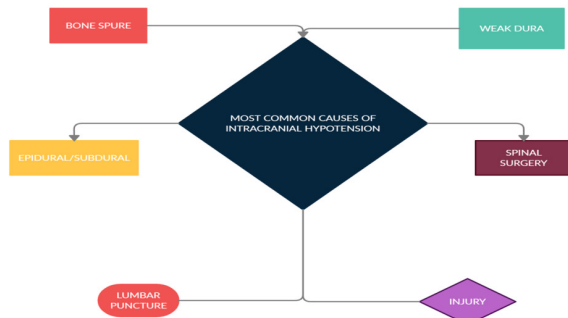 BONE SPURE
WEAK DURA
MOST COMMON CAUSES OF
INTRACRANIAL HYPOTENSION
EPIDURAL/SUBDURAL
SPINAL
SURGERY
LUMBAR
PUNCTURE
INJURY